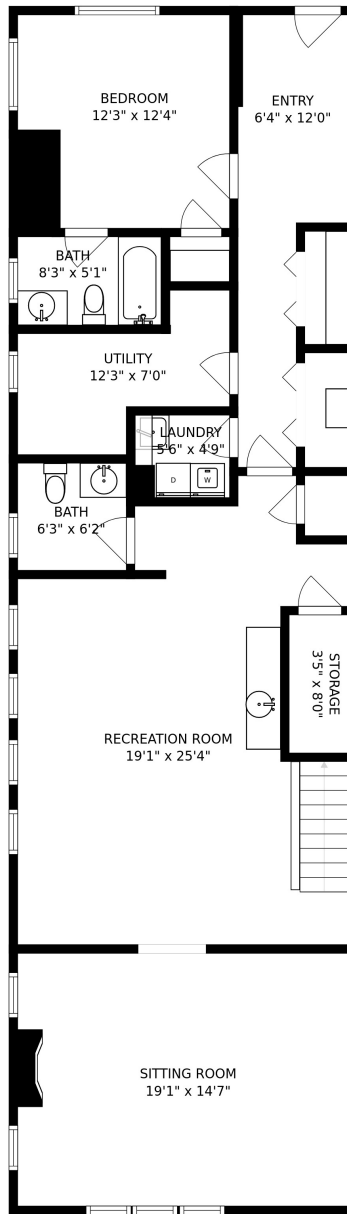 BEDROOM
12'3" x 12'4"
ENTRY
6'4" x 12'0"
BATH
8'3" x 5'1"
UTILITY
12'3" x 7'0"
LAUNDRY
5'6" x 4'9"
D
W
BATH
6'3" x 6'2"
STORAGE
3'5" x 8'0"
RECREATION ROOM
19'1" x 25'4"
SITTING ROOM
19'1" x 14'7"